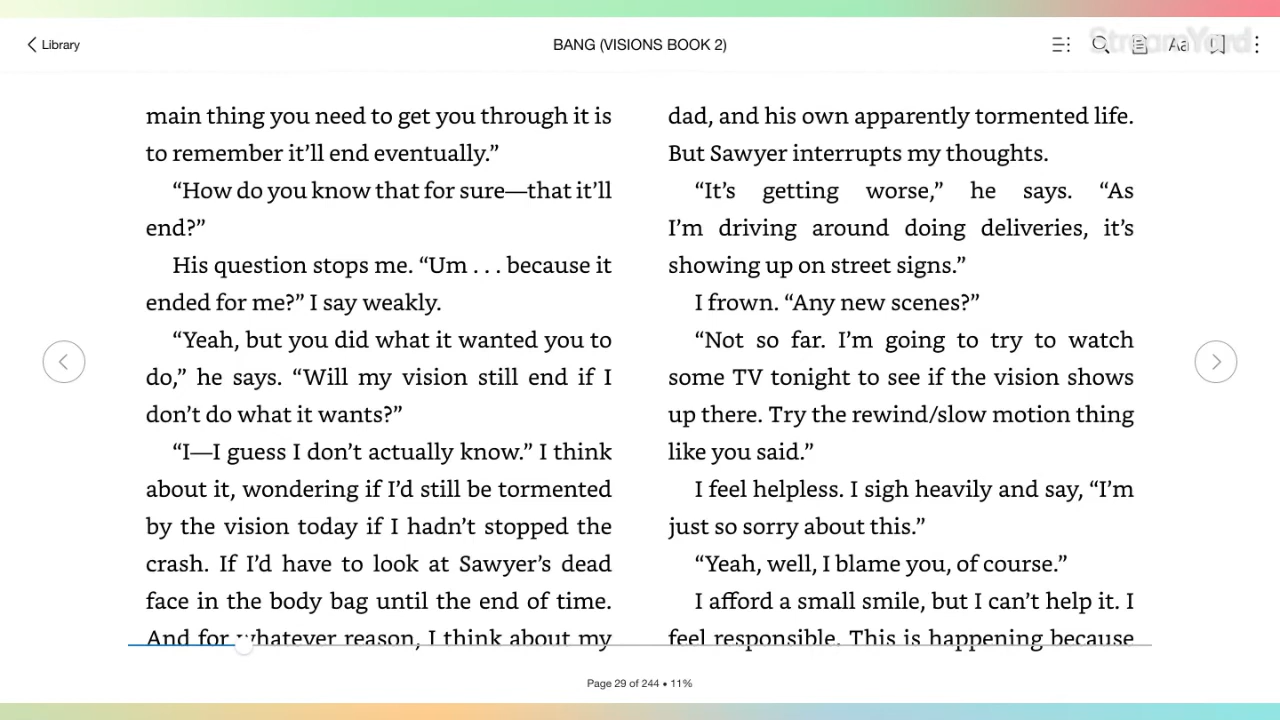 Library
BANG (VISIONS BOOK 2)
Aa
StreamYard
main thing you need to get you through it is
to remember it’ll end eventually.”
“How do you know that for sure—that it’ll
end?”
His question stops me. “Um . . . because it
ended for me?” I say weakly.
“Yeah, but you did what it wanted you to
do,” he says. “Will my vision still end if I
don’t do what it wants?”
“I—I guess I don’t actually know.” I think
about it, wondering if I’d still be tormented
by the vision today if I hadn’t stopped the
crash. If I’d have to look at Sawyer’s dead
face in the body bag until the end of time.
And for whatever reason, I think about my
dad, and his own apparently tormented life.
But Sawyer interrupts my thoughts.
“It’s getting worse,” he says. “As
I’m driving around doing deliveries, it’s
showing up on street signs.”
I frown. “Any new scenes?”
“Not so far. I’m going to try to watch
some TV tonight to see if the vision shows
up there. Try the rewind/slow motion thing
like you said.”
I feel helpless. I sigh heavily and say, “I’m
just so sorry about this.”
“Yeah, well, I blame you, of course.”
I afford a small smile, but I can’t help it. I
feel responsible. This is happening because
Page 29 of 244 • 11%